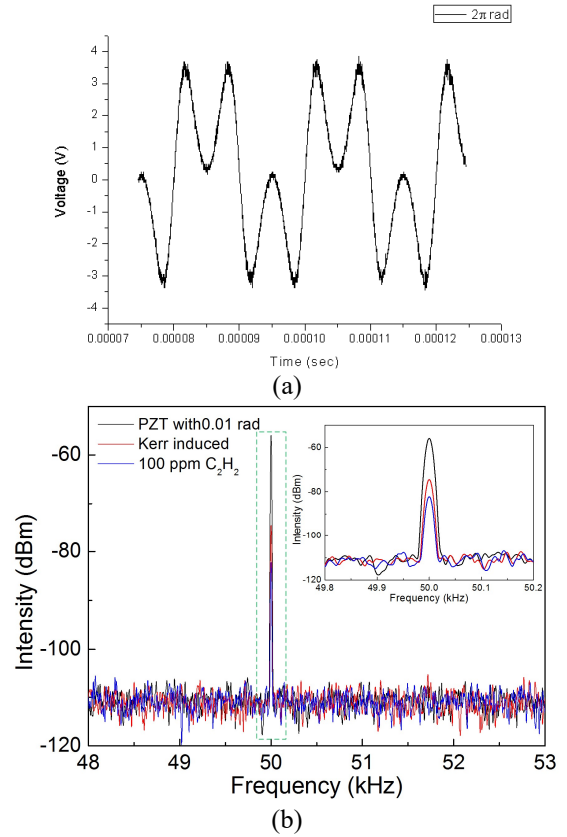 2π rad
4
3
2
1
0
-1
-2
-3
-4
Voltage (V)
0.00007 0.00008 0.00009 0.00010 0.00011 0.00012 0.00013
Time (sec)
(a)
PZT with0.01 rad
Kerr induced
100 ppm C₂H₂
-60
-80
-100
-120
Intensity (dBm)
48 49 50 51 52 53
Frequency (kHz)
-60
-80
-100
-120
Intensity (dBm)
49.8 49.9 50.0 50.1 50.2
Frequency (kHz)
(b)